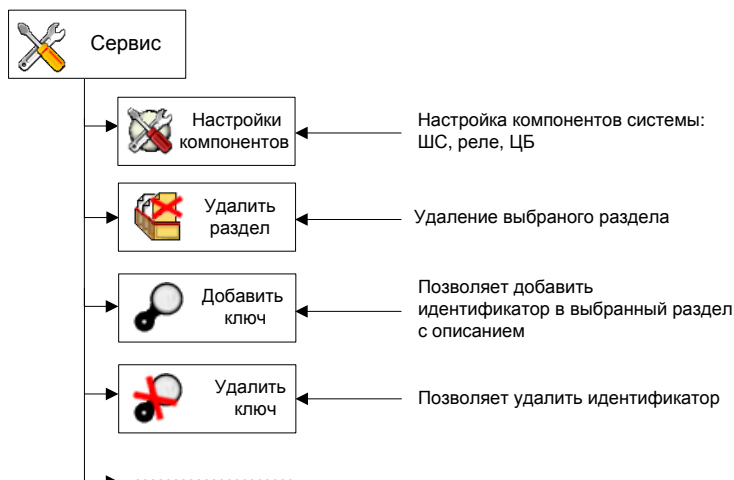 Сервис
Настройки
компонентов
Настройка компонентов системы:
ШС, реле, ЦБ
Удалить
раздел
Удаление выбраного раздела
Добавить
ключ
Позволяет добавить
идентификатор в выбранный раздел
с описанием
Удалить
ключ
Позволяет удалить идентификатор